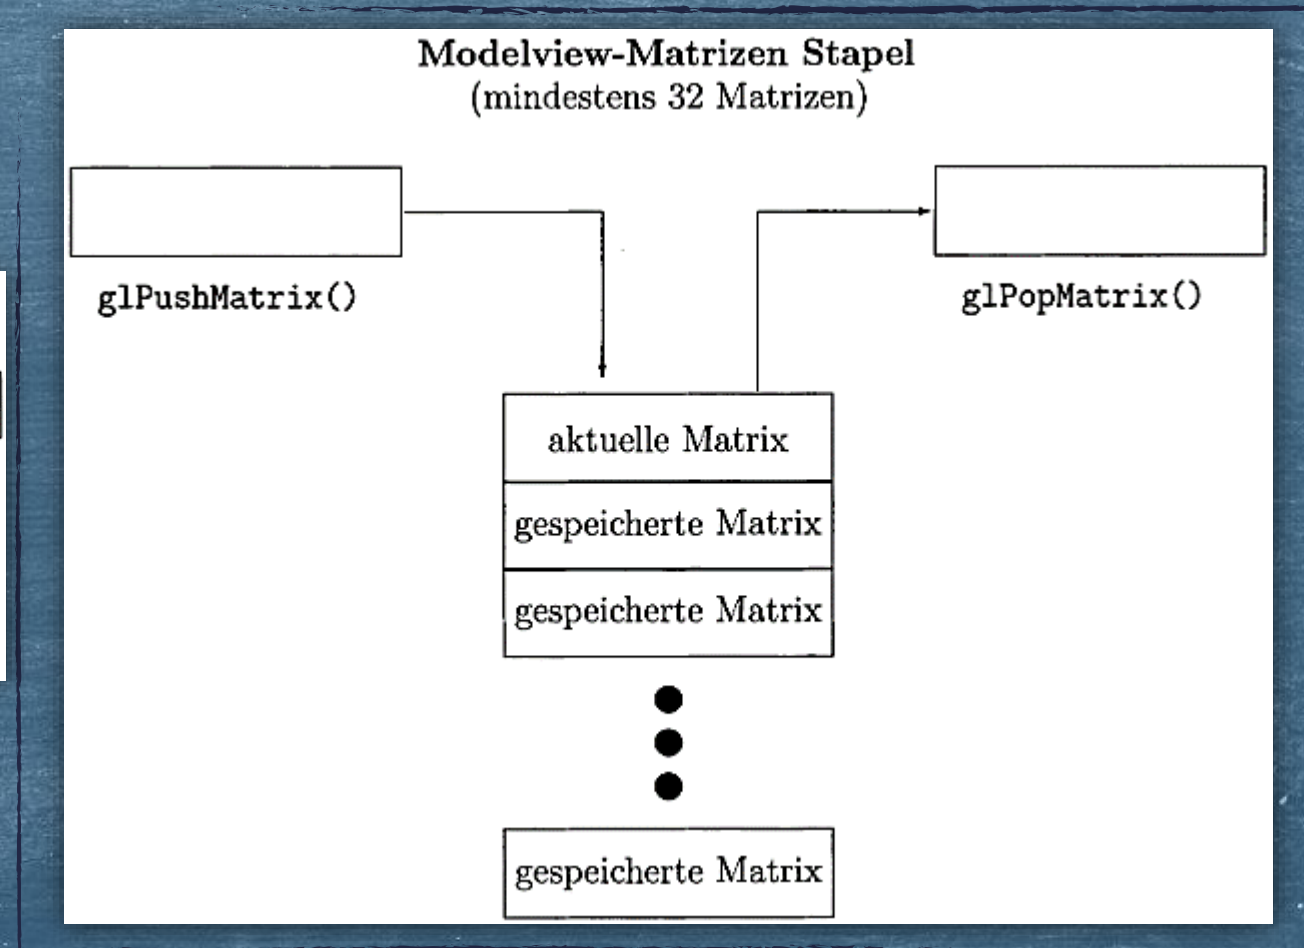 Modelview-Matrizen Stapel
(mindestens 32 Matrizen)
glPushMatrix()
glPopMatrix()
aktuelle Matrix
gespeicherte Matrix
gespeicherte Matrix
gespeicherte Matrix